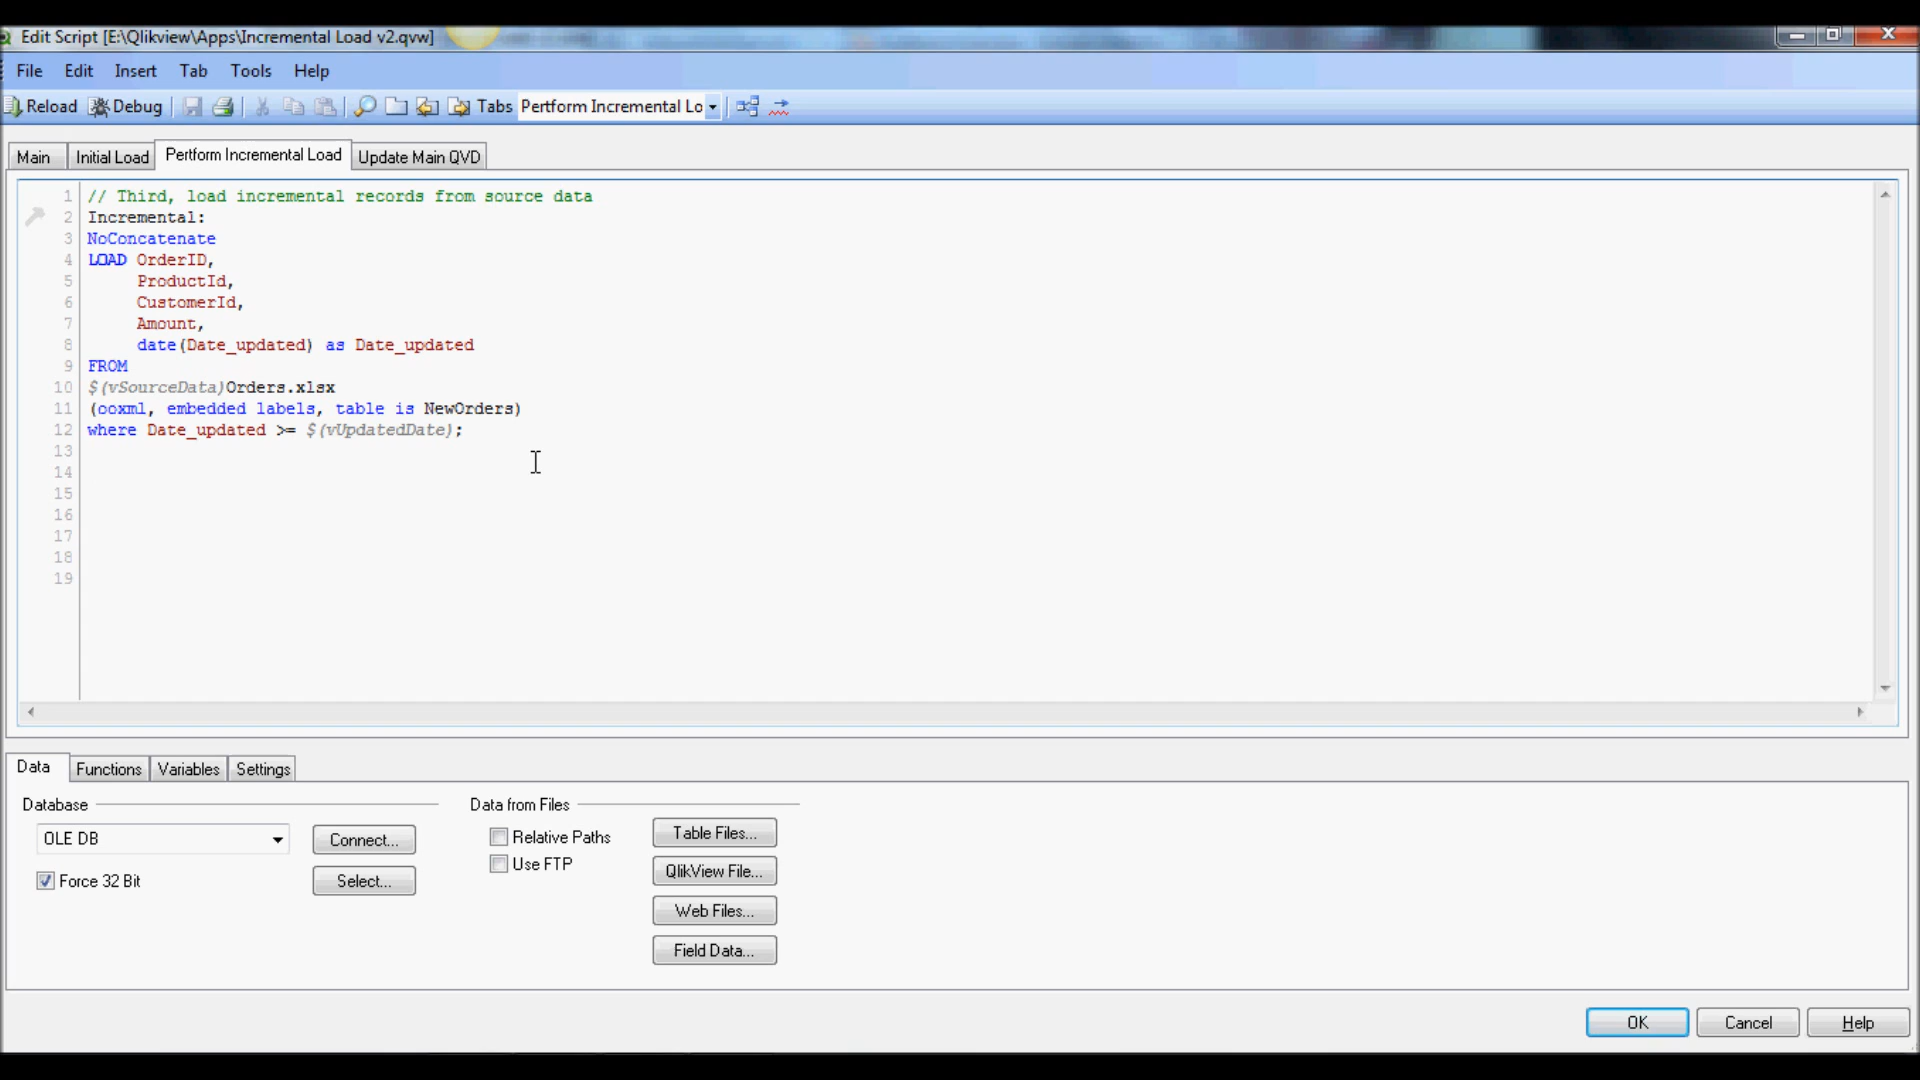 Edit Script [E:\Qlikview\Apps\Incremental Load v2.qvw]
File Edit Insert Tab Tools Help
Reload Debug Tabs Pertform Incremental Lo
Main Initial Load Pertform Incremental Load Update Main QVD
1 // Third, load incremental records from source data
2 Incremental:
3 NoConcatenate
4 LOAD OrderID,
5 ProductId,
6 CustomerId,
7 Amount,
8 date(Date_updated) as Date_updated
9 FROM
10 $(vSourceData)Orders.xlsx
11 (ooxml, embedded labels, table is NewOrders)
12 where Date_updated >= $(vUpdatedDate);
13
14
15
16
17
18
19
Data Functions Variables Settings
Database Data from Files
OLE DB Connect... Relative Paths Table Files...
Force 32 Bit Select... Use FTP QlikView File...
Web Files...
Field Data...
OK Cancel Help